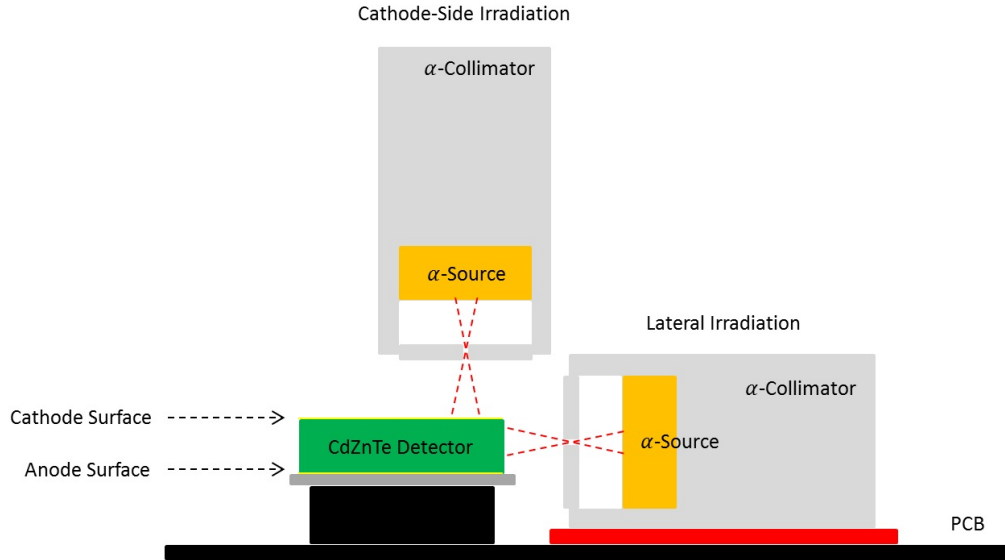 Cathode-Side Irradiation
α-Collimator
α-Source
Lateral Irradiation
α-Collimator
Cathode Surface
CdZnTe Detector
α-Source
Anode Surface
PCB